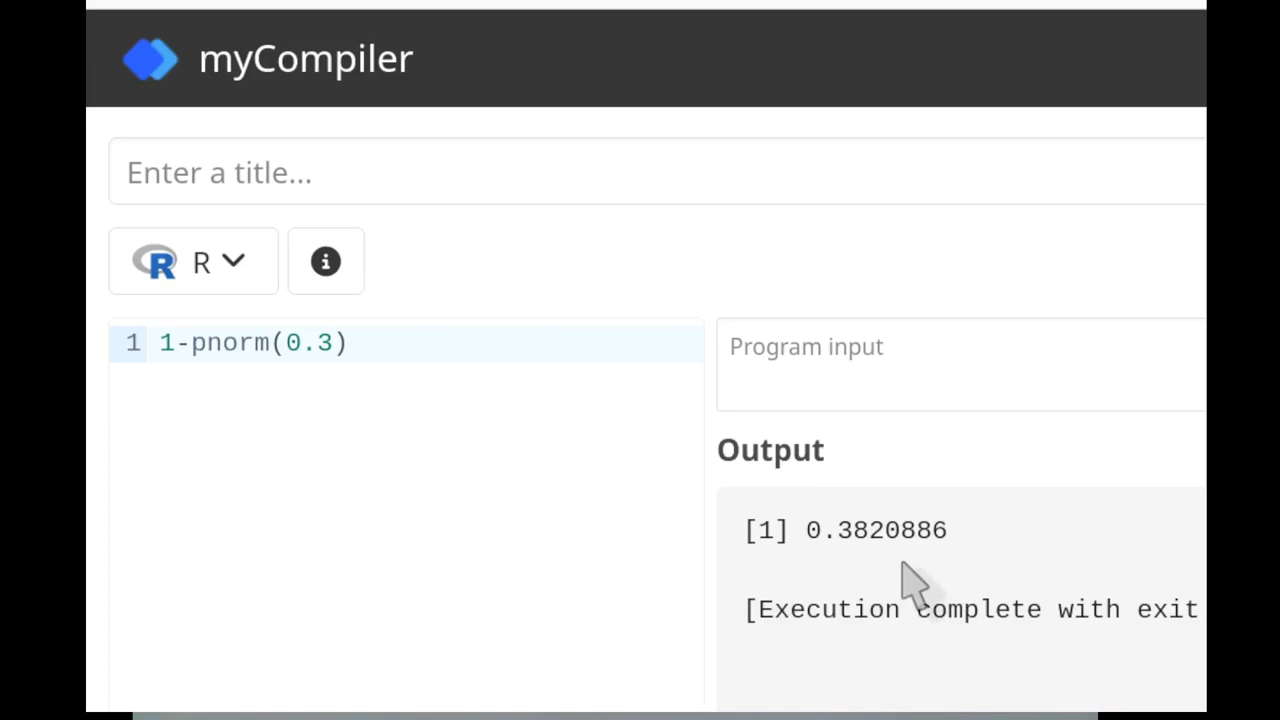 myCompiler
Enter a title...
R
1 1-pnorm(0.3)
Program input
Output
[1] 0.3820886
[Execution complete with exit